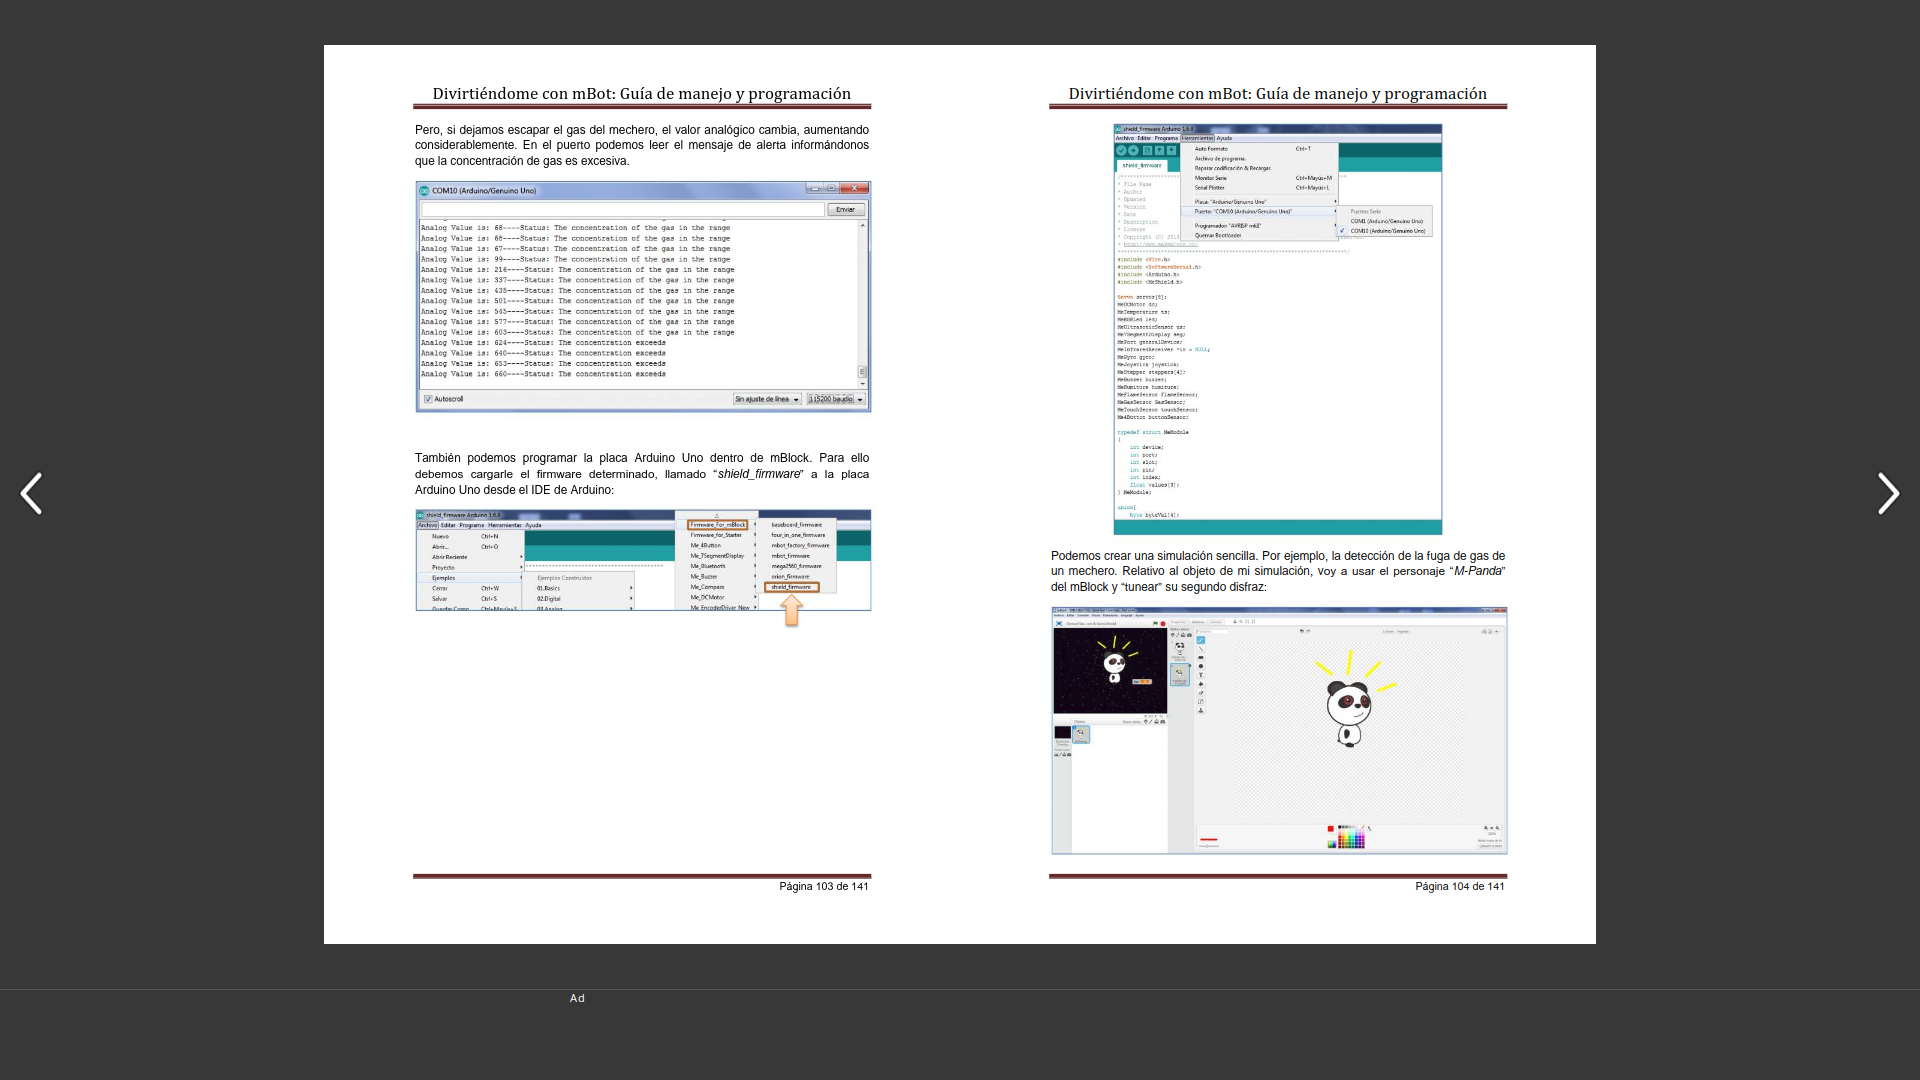 Divirtiéndome con mBot: Guía de manejo y programación
Pero, si dejamos escapar el gas del mechero, el valor analógico cambia, aumentando
considerablemente. En el puerto podemos leer el mensaje de alerta informándonos
que la concentración de gas es excesiva.
COM10 (Arduino/Genuino Uno)
Enviar
Analog Value is: 68----Status: The concentration of the gas in the range
Analog Value is: 68----Status: The concentration of the gas in the range
Analog Value is: 67----Status: The concentration of the gas in the range
Analog Value is: 99----Status: The concentration of the gas in the range
Analog Value is: 216----Status: The concentration of the gas in the range
Analog Value is: 337----Status: The concentration of the gas in the range
Analog Value is: 435----Status: The concentration of the gas in the range
Analog Value is: 501----Status: The concentration of the gas in the range
Analog Value is: 545----Status: The concentration of the gas in the range
Analog Value is: 577----Status: The concentration of the gas in the range
Analog Value is: 603----Status: The concentration of the gas in the range
Analog Value is: 624----Status: The concentration exceeds
Analog Value is: 640----Status: The concentration exceeds
Analog Value is: 653----Status: The concentration exceeds
Analog Value is: 660----Status: The concentration exceeds
Autoscroll
Sin ajuste de línea
115200 baudio
También podemos programar la placa Arduino Uno dentro de mBlock. Para ello
debemos cargarle el firmware determinado, llamado “shield_firmware” a la placa
Arduino Uno desde el IDE de Arduino:
shield_firmware Arduino 1.6.8
Archivo Editar Programa Herramientas Ayuda
Nuevo Ctrl+N
Abrir... Ctrl+O
Abrir Reciente
Proyecto
Ejemplos
Cerrar Ctrl+W
Salvar Ctrl+S
Guardar Como... Ctrl+Mayús+S
Ejemplos Construidos
01.Basics
02.Digital
03.Analog
Firmware_For_mBlock
Firmware_for_Starter
Me_4Button
Me_7SegmentDisplay
Me_Bluetooth
Me_Buzzer
Me_Compass
Me_DCMotor
Me_EncoderDriver_New
baseboard_firmware
four_in_one_firmware
mbot_factory_firmware
mbot_firmware
mega2560_firmware
orion_firmware
shield_firmware
Página 103 de 141
Divirtiéndome con mBot: Guía de manejo y programación
shield_firmware Arduino 1.6.8
Archivo Editar Programa Herramientas Ayuda
shield_firmware
Auto Formato Ctrl+T
Archivo de programa.
Reparar codificación & Recargar.
Monitor Serie Ctrl+Mayús+M
Serial Plotter Ctrl+Mayús+L
Placa: "Arduino/Genuino Uno"
Puerto: "COM10 (Arduino/Genuino Uno)"
Programador: "AVRISP mkII"
Quemar Bootloader
Puertos Serie
COM1 (Arduino/Genuino Uno)
COM10 (Arduino/Genuino Uno)
* File Name
* Author
* Updated
* Version
* Date
* Description
* License
* Copyright (C)
#include <Wire.h>
#include <SoftwareSerial.h>
#include <Arduino.h>
#include <MeShield.h>
Servo servos[8];
MeDCMotor dc;
MeTemperature ts;
MeRGBLed led;
MeUltrasonicSensor us;
Me7SegmentDisplay seg;
MePort generalDevice;
MeInfraredReceiver *ir = NULL;
MeGyro gyro;
MeJoystick joystick;
MeStepper steppers[4];
MeBuzzer buzzer;
MeHumiture humiture;
MeFlameSensor FlameSensor;
MeGasSensor GasSensor;
MeTouchSensor touchSensor;
Me4Button buttonSensor;
typedef struct MeModule
{
int device;
int port;
int slot;
int pin;
int index;
float values[3];
} MeModule;
union{
byte byteVal[4];
Podemos crear una simulación sencilla. Por ejemplo, la detección de la fuga de gas de
un mechero. Relativo al objeto de mi simulación, voy a usar el personaje “M-Panda”
del mBlock y “tunear” su segundo disfraz:
Página 104 de 141
Ad